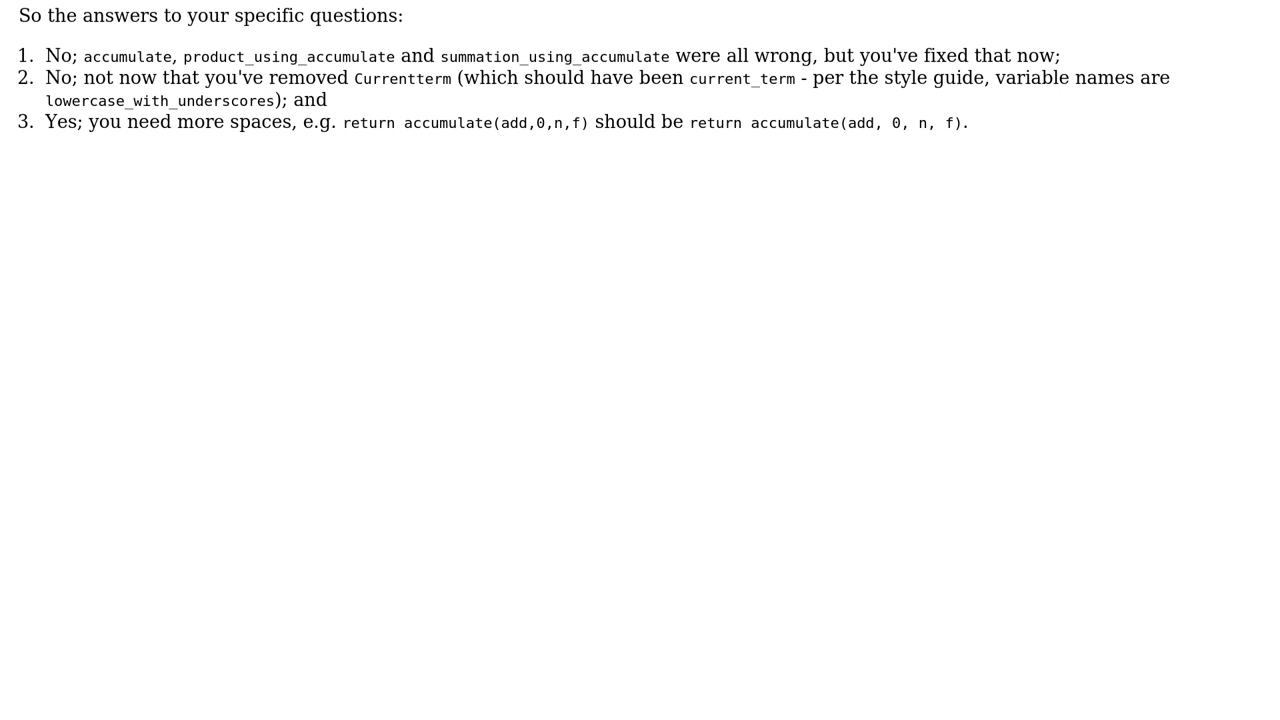 So the answers to your specific questions:
1. No; accumulate, product_using_accumulate and summation_using_accumulate were all wrong, but you've fixed that now;
2. No; not now that you've removed Currentterm (which should have been current_term - per the style guide, variable names are
lowercase_with_underscores); and
3. Yes; you need more spaces, e.g. return accumulate(add,0,n,f) should be return accumulate(add, 0, n, f).